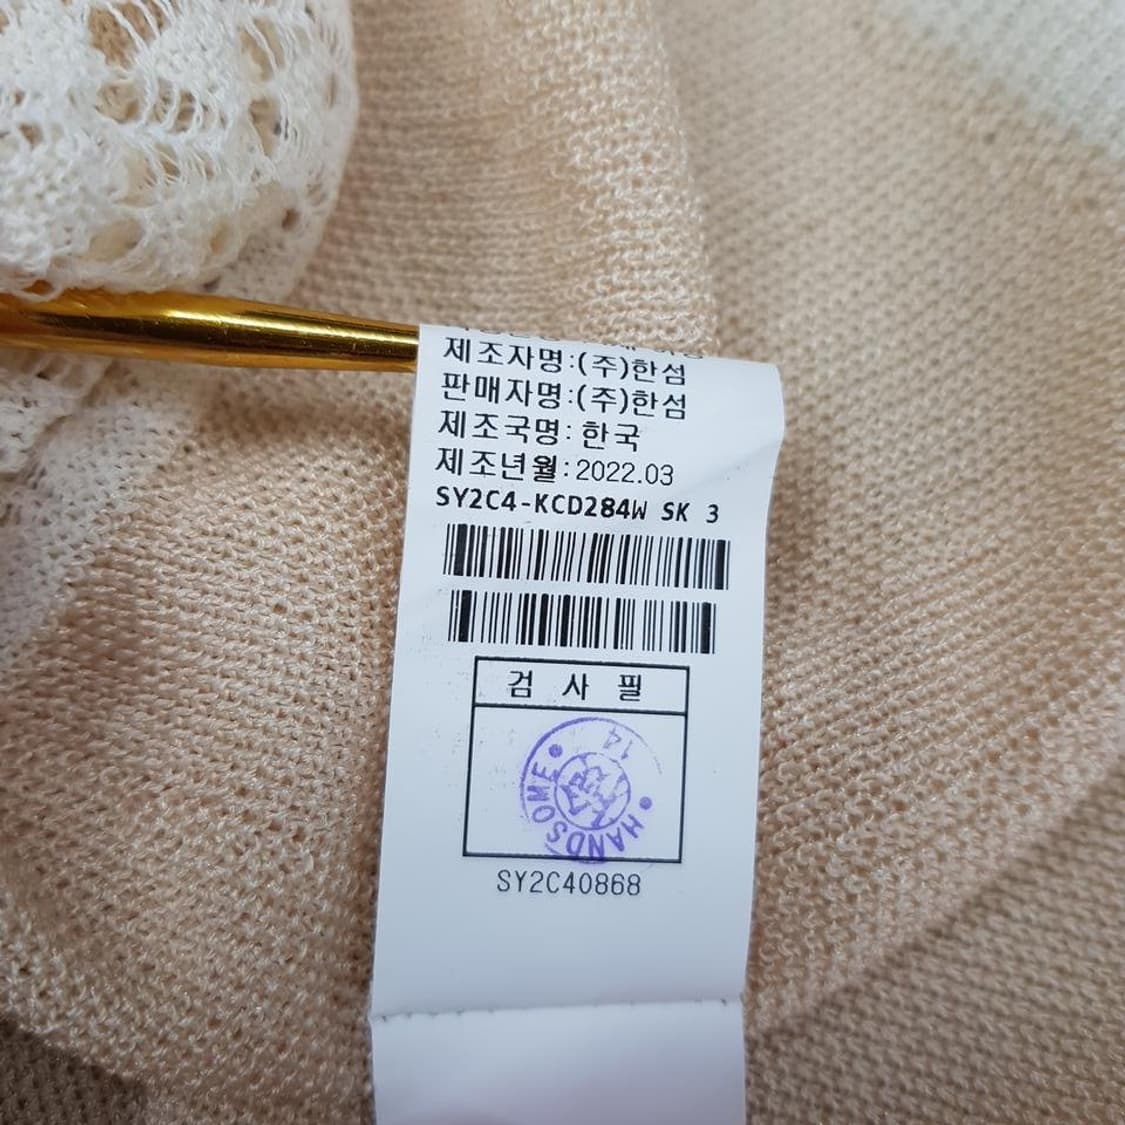 제조자명:(주)한섬
판매자명:(주)한섬
제조국명: 한국
제조년월:2022.03
SY2C4-KCD284W SK 3
검 사 필
HANDSOME
14
SY2C40868